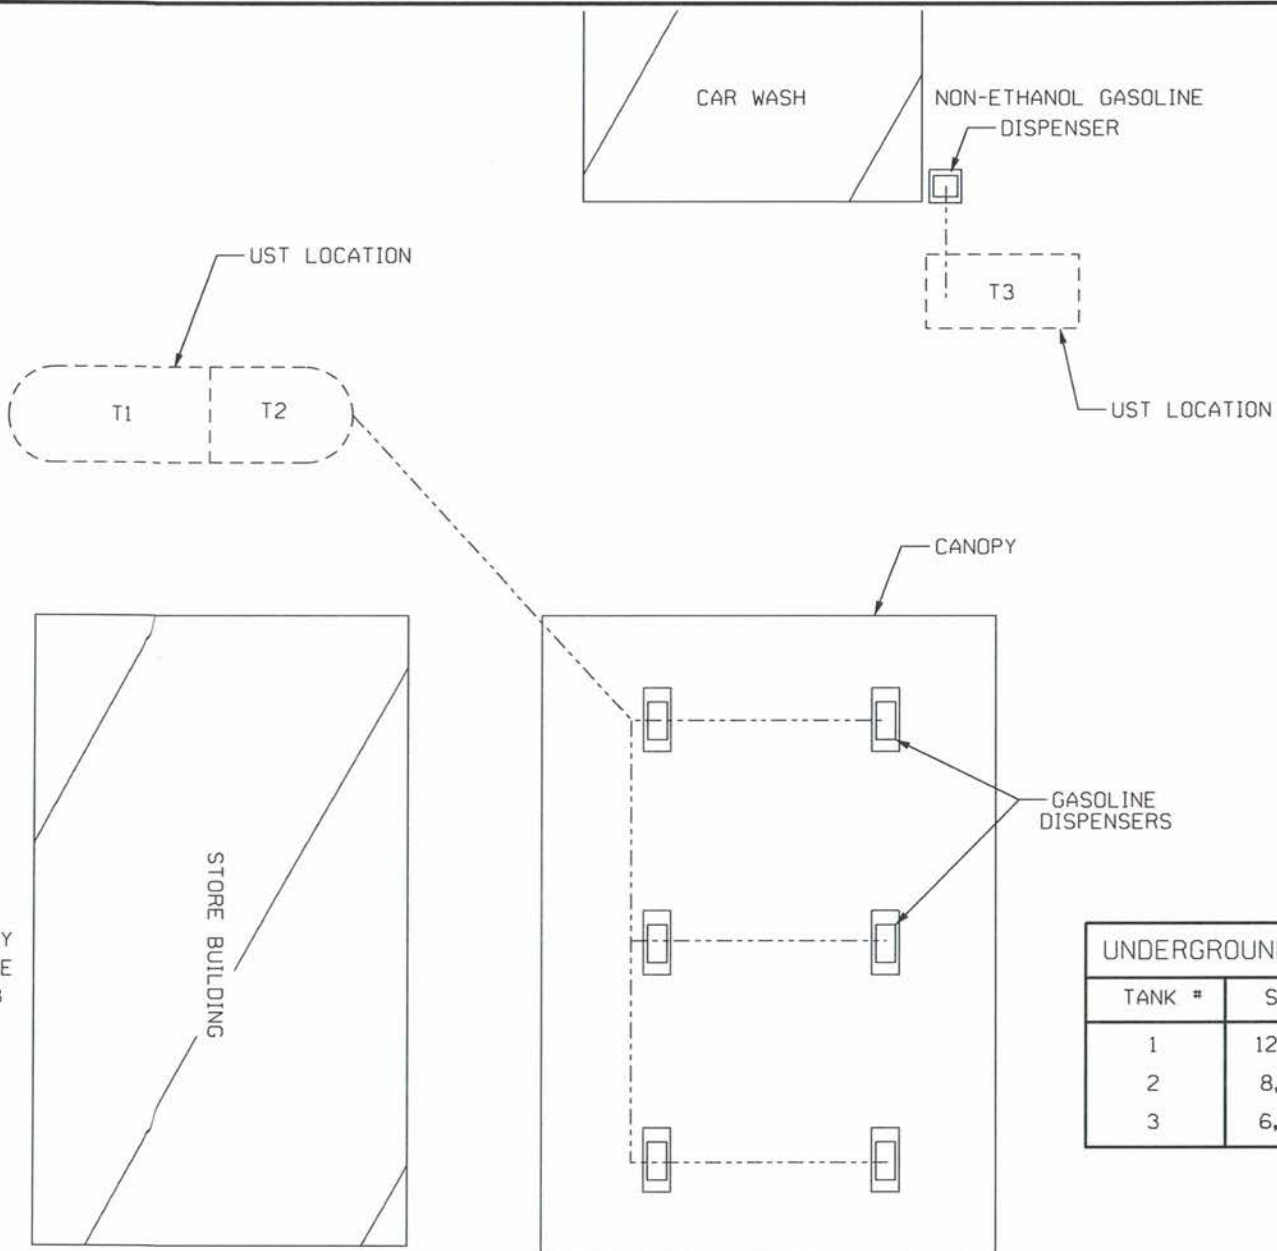 CAR WASH
NON-ETHANOL GASOLINE
DISPENSER
UST LOCATION
T3
T1
T2
UST LOCATION
CANOPY
GASOLINE
DISPENSERS
STORE BUILDING
Y
E
TANK #
1
2
3